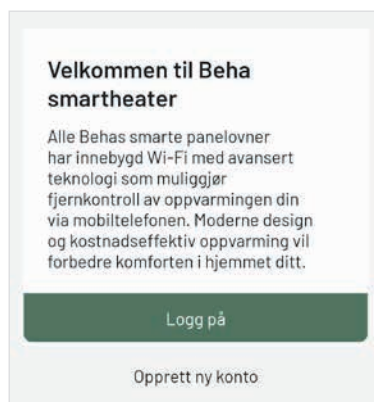 Velkommen til Beha
smartheater
Alle Behas smarte panelovner
har innebygd Wi-Fi med avansert
teknologi som muliggjør
fjernkontroll av oppvarmingen din
via mobiltelefonen. Moderne design
og kostnadseffektiv oppvarming vil
forbedre komforten i hjemmet ditt.
Logg på
Opprett ny konto